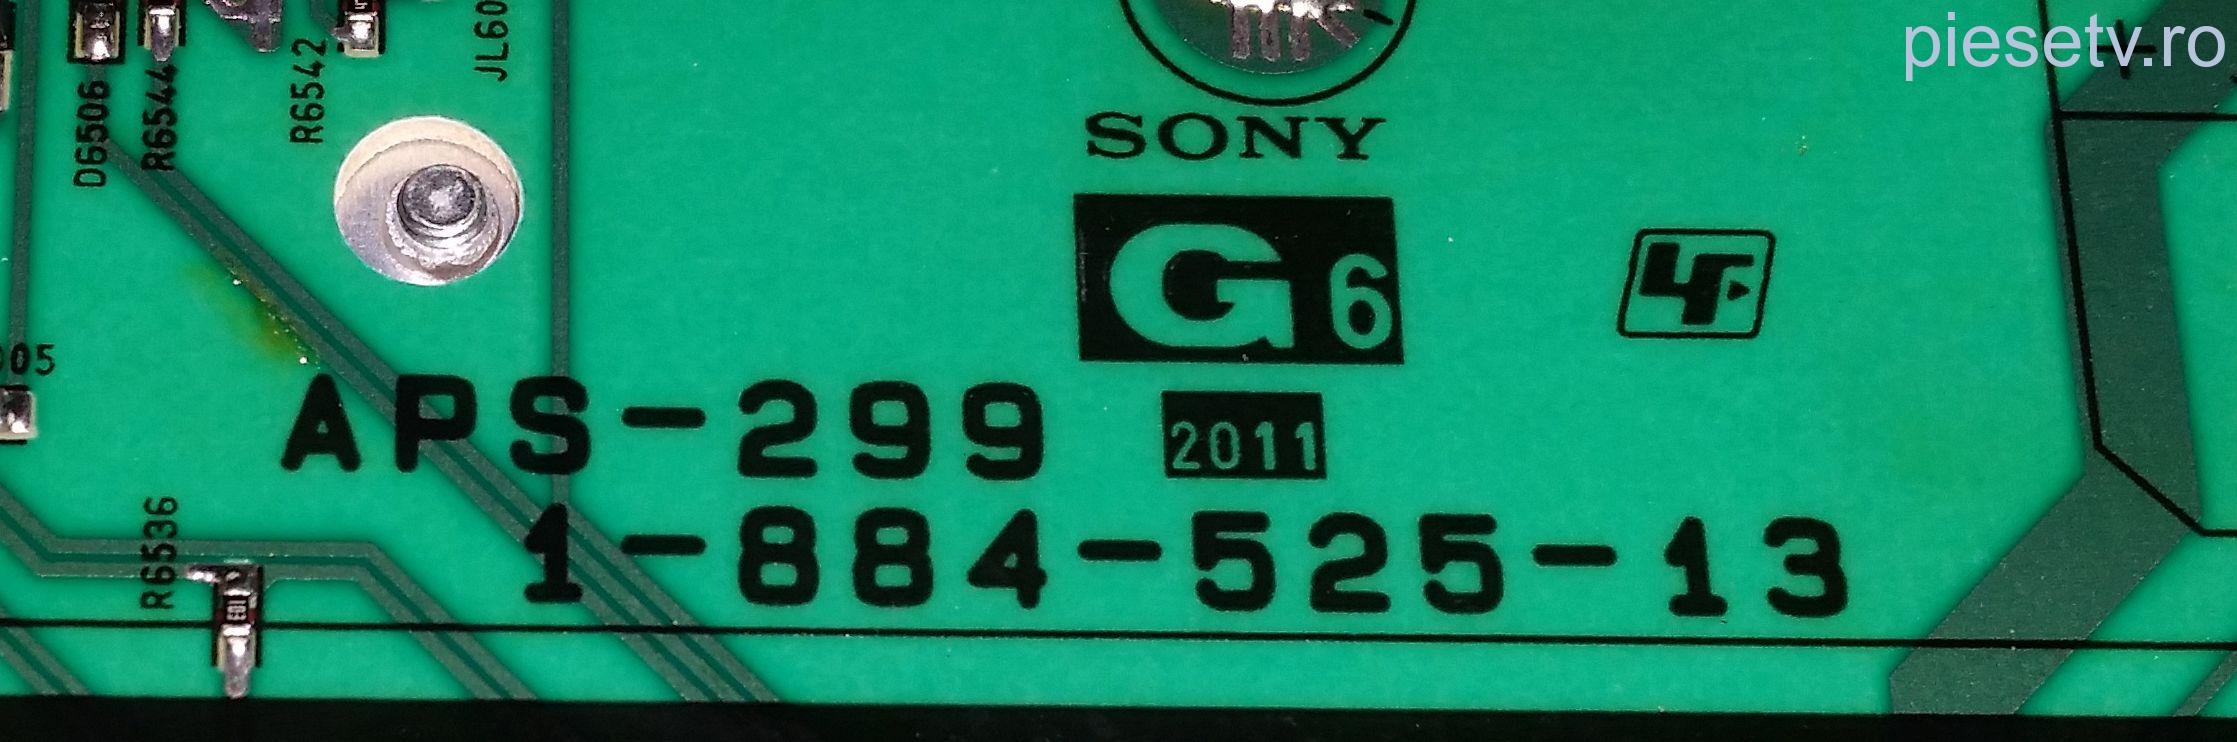 piesetv.ro
D6506
R6544
R6542
JL60
SONY
G6
005
APS-299
2011
1-884-525-13
R6536